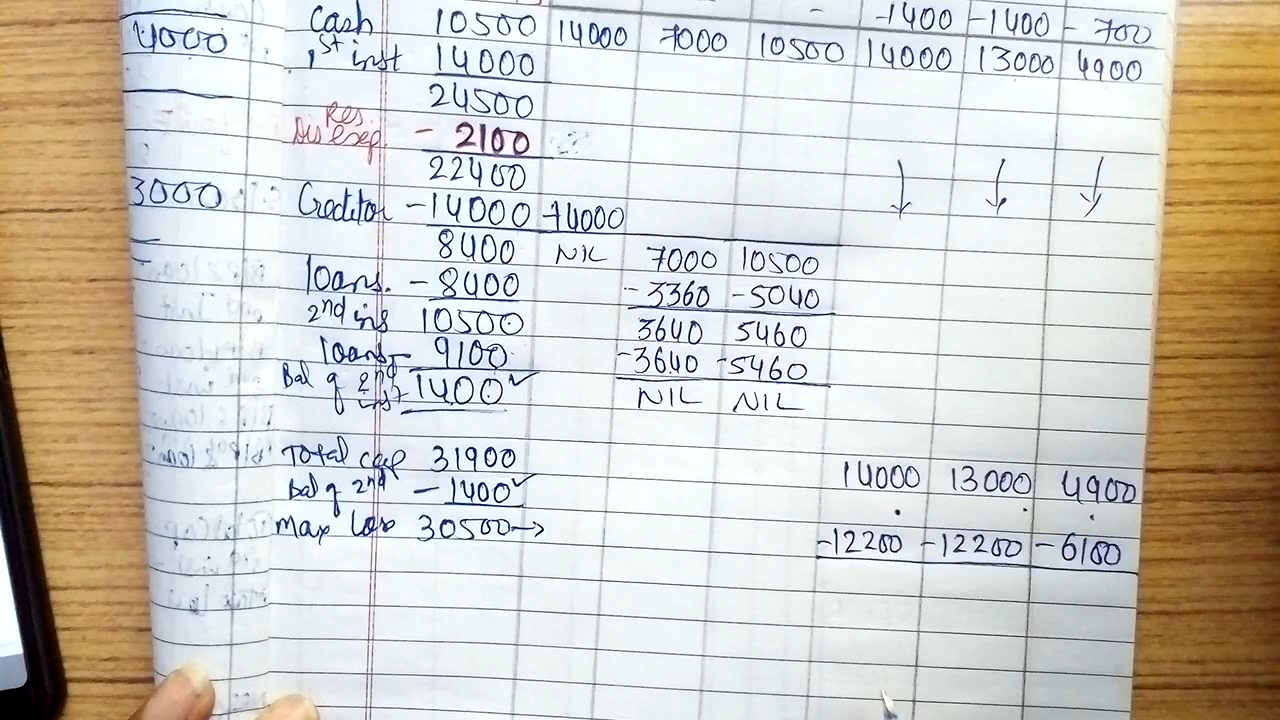 - -1400 -1400 - 700
4000 Cash 10500 14000 7000 10500 14000 13000 4900
1st inst 14000
24500
Res.
Dis Exp. - 2100
22400
3000 Creditor -14000 -14000
8400 NIL 7000 10500
loans. - 8400 -3360 -5040
2nd ins 10500 3640 5460
loans - 9100 -3640 -5460
Bal of 2nd inst 1400 NIL NIL
Total cap 31900 14000 13000 4900
Bal of 2nd - 1400
Max loss 30500 → -12200 -12200 -6100